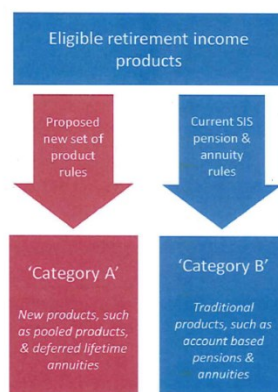 Eligible retirement income
products
Proposed
new set of
product
rules
Current SIS
pension &
annuity
rules
'Category A'
New products, such
as pooled products,
& deferred lifetime
annuities
'Category B'
Traditional
products, such as
account based
pensions &
annuities